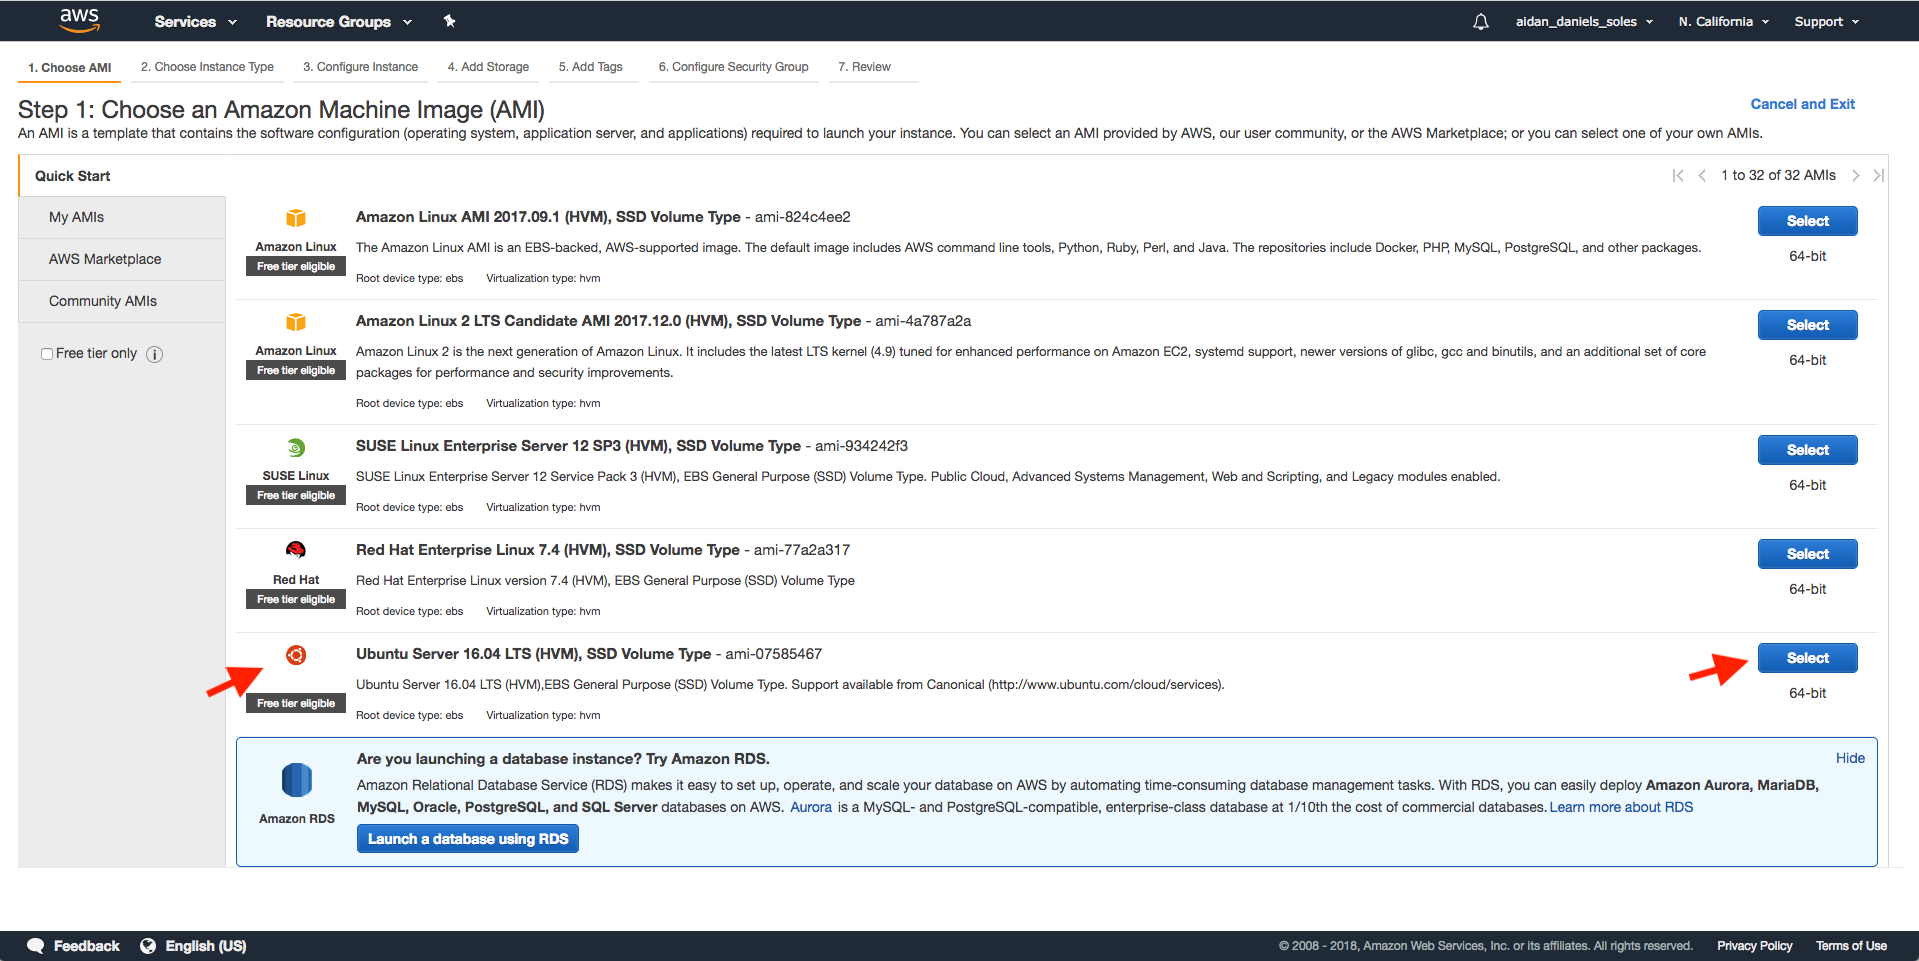 aws Services Resource Groups aidan_daniels_soles N. California Support
1. Choose AMI 2. Choose Instance Type 3. Configure Instance 4. Add Storage 5. Add Tags 6. Configure Security Group 7. Review
Step 1: Choose an Amazon Machine Image (AMI)
Cancel and Exit
An AMI is a template that contains the software configuration (operating system, application server, and applications) required to launch your instance. You can select an AMI provided by AWS, our user community, or the AWS Marketplace; or you can select one of your own AMIs.
Quick Start
My AMIs
AWS Marketplace
Community AMIs
Free tier only i
1 to 32 of 32 AMIs
Amazon Linux
Free tier eligible
Amazon Linux AMI 2017.09.1 (HVM), SSD Volume Type - ami-824c4ee2
The Amazon Linux AMI is an EBS-backed, AWS-supported image. The default image includes AWS command line tools, Python, Ruby, Perl, and Java. The repositories include Docker, PHP, MySQL, PostgreSQL, and other packages.
Root device type: ebs Virtualization type: hvm
Select
64-bit
Amazon Linux
Free tier eligible
Amazon Linux 2 LTS Candidate AMI 2017.12.0 (HVM), SSD Volume Type - ami-4a787a2a
Amazon Linux 2 is the next generation of Amazon Linux. It includes the latest LTS kernel (4.9) tuned for enhanced performance on Amazon EC2, systemd support, newer versions of glibc, gcc and binutils, and an additional set of core
packages for performance and security improvements.
Root device type: ebs Virtualization type: hvm
Select
64-bit
SUSE Linux
Free tier eligible
SUSE Linux Enterprise Server 12 SP3 (HVM), SSD Volume Type - ami-934242f3
SUSE Linux Enterprise Server 12 Service Pack 3 (HVM), EBS General Purpose (SSD) Volume Type. Public Cloud, Advanced Systems Management, Web and Scripting, and Legacy modules enabled.
Root device type: ebs Virtualization type: hvm
Select
64-bit
Red Hat
Free tier eligible
Red Hat Enterprise Linux 7.4 (HVM), SSD Volume Type - ami-77a2a317
Red Hat Enterprise Linux version 7.4 (HVM), EBS General Purpose (SSD) Volume Type
Root device type: ebs Virtualization type: hvm
Select
64-bit
Free tier eligible
Ubuntu Server 16.04 LTS (HVM), SSD Volume Type - ami-07585467
Ubuntu Server 16.04 LTS (HVM),EBS General Purpose (SSD) Volume Type. Support available from Canonical (http://www.ubuntu.com/cloud/services).
Root device type: ebs Virtualization type: hvm
Select
64-bit
Amazon RDS
Are you launching a database instance? Try Amazon RDS.
Hide
Amazon Relational Database Service (RDS) makes it easy to set up, operate, and scale your database on AWS by automating time-consuming database management tasks. With RDS, you can easily deploy Amazon Aurora, MariaDB,
MySQL, Oracle, PostgreSQL, and SQL Server databases on AWS. Aurora is a MySQL- and PostgreSQL-compatible, enterprise-class database at 1/10th the cost of commercial databases. Learn more about RDS
Launch a database using RDS
Feedback English (US) © 2008 - 2018, Amazon Web Services, Inc. or its affiliates. All rights reserved. Privacy Policy Terms of Use